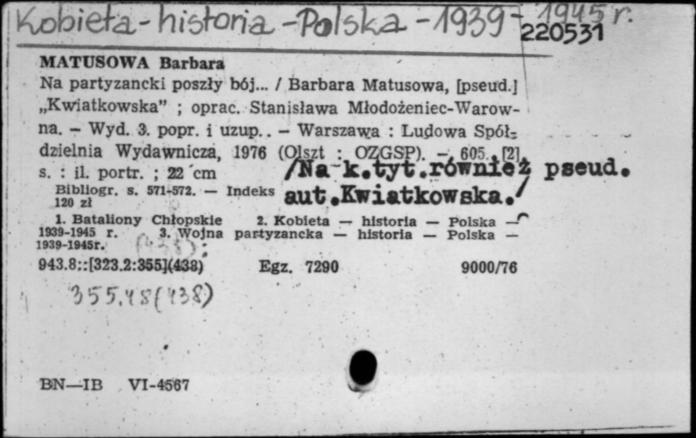 Kobieta - historia - Polska - 1939 - 1945 r.
220531
MATUSOWA Barbara
Na partyzancki poszły bój... / Barbara Matusowa, [pseud.]
„Kwiatkowska” ; oprac. Stanisława Młodożeniec-Warow-
na. — Wyd. 3. popr. i uzup.. — Warszawa : Ludowa Spół-
dzielnia Wydawnicza, 1976 (Olszt : OZGSP). — 605. [2]
s. : il. portr. ; 22 cm /Na k.tyt.również pseud.
Bibliogr. s. 571-572. — Indeks aut.Kwiatkowska./
120 zł
1. Bataliony Chłopskie 2. Kobieta — historia — Polska —
1939-1945 r. 3. Wojna partyzancka — historia — Polska —
1939-1945r. (438) :
943.8::[323.2:355](438) Egz. 7290 9000/76
355.48(438)
BN—IB VI-4567